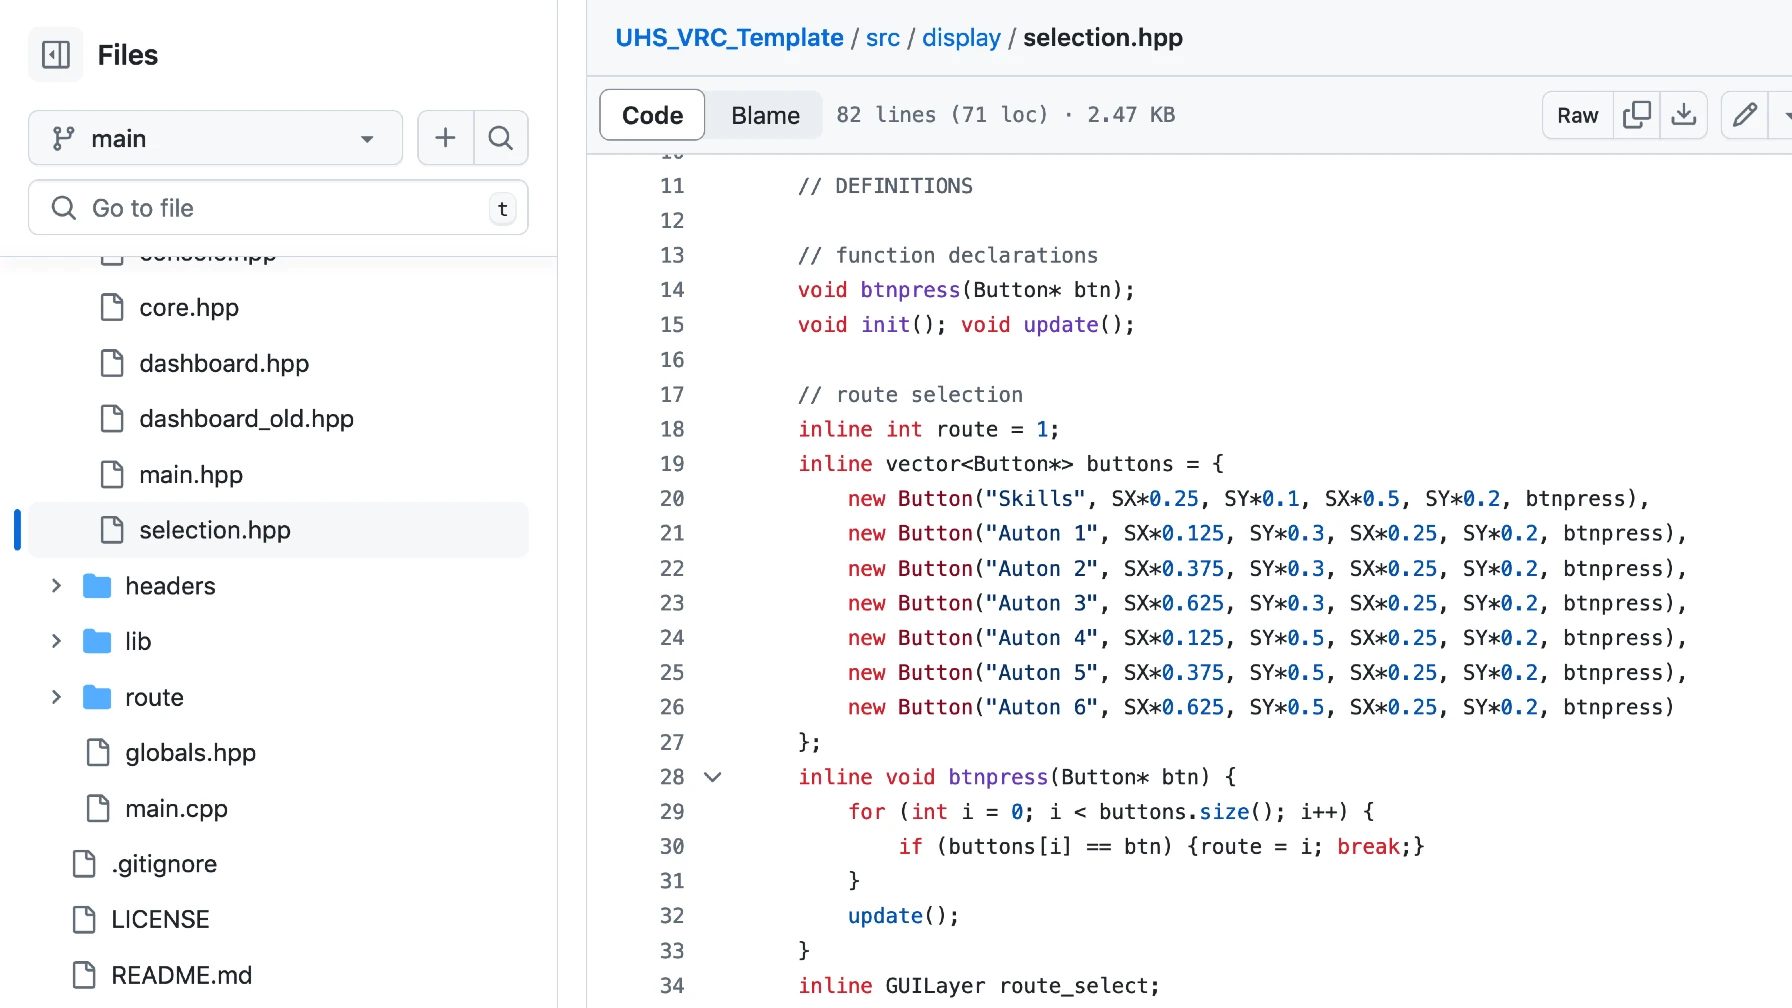 Files
main
Go to file
t
console.hpp
core.hpp
dashboard.hpp
dashboard_old.hpp
main.hpp
selection.hpp
headers
lib
route
globals.hpp
main.cpp
.gitignore
LICENSE
README.md
UHS_VRC_Template / src / display / selection.hpp
Code Blame 82 lines (71 loc) · 2.47 KB Raw
10
11 // DEFINITIONS
12
13 // function declarations
14 void btnpress(Button* btn);
15 void init(); void update();
16
17 // route selection
18 inline int route = 1;
19 inline vector<Button*> buttons = {
20 new Button("Skills", SX*0.25, SY*0.1, SX*0.5, SY*0.2, btnpress),
21 new Button("Auton 1", SX*0.125, SY*0.3, SX*0.25, SY*0.2, btnpress),
22 new Button("Auton 2", SX*0.375, SY*0.3, SX*0.25, SY*0.2, btnpress),
23 new Button("Auton 3", SX*0.625, SY*0.3, SX*0.25, SY*0.2, btnpress),
24 new Button("Auton 4", SX*0.125, SY*0.5, SX*0.25, SY*0.2, btnpress),
25 new Button("Auton 5", SX*0.375, SY*0.5, SX*0.25, SY*0.2, btnpress),
26 new Button("Auton 6", SX*0.625, SY*0.5, SX*0.25, SY*0.2, btnpress)
27 };
28 inline void btnpress(Button* btn) {
29 for (int i = 0; i < buttons.size(); i++) {
30 if (buttons[i] == btn) {route = i; break;}
31 }
32 update();
33 }
34 inline GUILayer route_select;